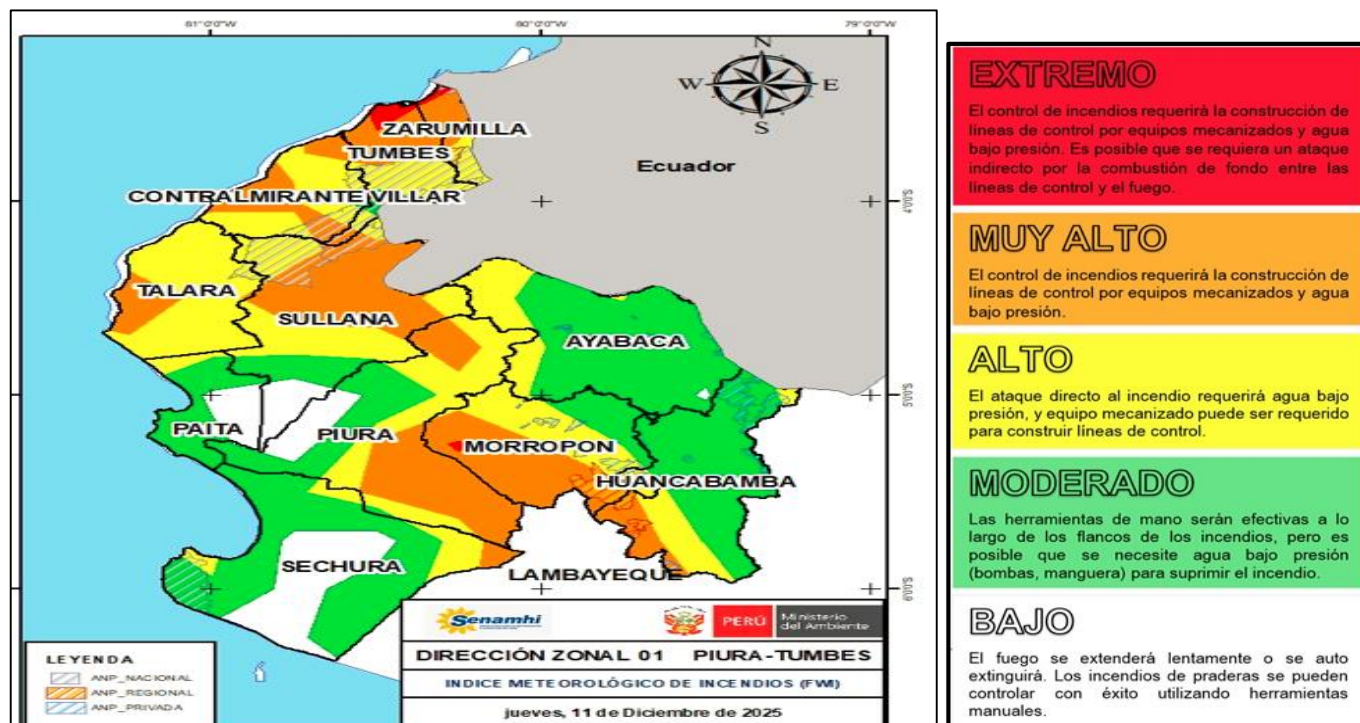 81°0'0"W
80°0'0"W
79°0'0"W
N
W
E
S
ZARUMILLA
TUMBES
Ecuador
CONTRALMIRANTE VILLAR
4°0'0"S
TALARA
SULLANA
AYABACA
5°0'0"S
PAITA
PIURA
MORROPON
HUANCABAMBA
SECHURA
LAMBAYEQUE
6°0'0"S
LEYENDA
ANP_NACIONAL
ANP_REGIONAL
ANP_PRIVADA
Senamhi
PERÚ
Ministerio
del Ambiente
DIRECCIÓN ZONAL 01 PIURA-TUMBES
INDICE METEOROLÓGICO DE INCENDIOS (FWI)
jueves, 11 de Diciembre de 2025
EXTREMO
El control de incendios requerirá la construcción de
líneas de control por equipos mecanizados y agua
bajo presión. Es posible que se requiera un ataque
indirecto por la combustión de fondo entre las
líneas de control y el fuego.
MUY ALTO
El control de incendios requerirá la construcción de
líneas de control por equipos mecanizados y agua
bajo presión.
ALTO
El ataque directo al incendio requerirá agua bajo
presión, y equipo mecanizado puede ser requerido
para construir líneas de control.
MODERADO
Las herramientas de mano serán efectivas a lo
largo de los flancos de los incendios, pero es
posible que se necesite agua bajo presión
(bombas, manguera) para suprimir el incendio.
BAJO
El fuego se extenderá lentamente o se auto
extinguirá. Los incendios de praderas se pueden
controlar con éxito utilizando herramientas
manuales.